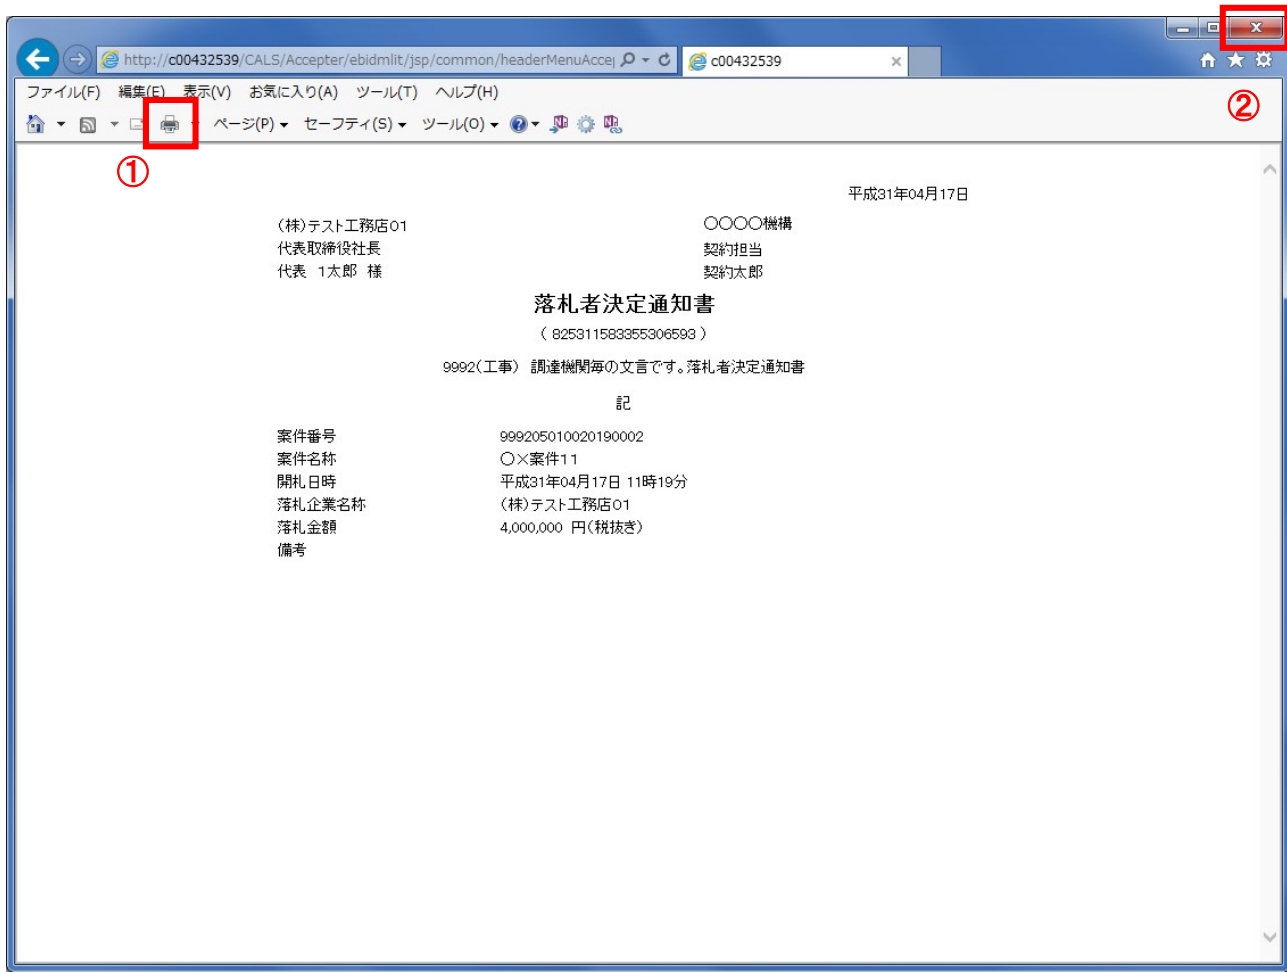 http://c00432539/CALS/Accepter/ebidmlit/jsp/common/headerMenuAccep
c00432539
ファイル(F) 編集(E) 表示(V) お気に入り(A) ツール(T) ヘルプ(H)
②
ページ(P) セーフティ(S) ツール(O)
①
平成31年04月17日
(株)テスト工務店01 〇〇〇〇機構
代表取締役社長 契約担当
代表 1太郎 様 契約太郎
落札者決定通知書
( 825311583355306593 )
9992(工事) 調達機関毎の文言です。落札者決定通知書
記
案件番号 999205010020190002
案件名称 〇×案件11
開札日時 平成31年04月17日 11時19分
落札企業名称 (株)テスト工務店01
落札金額 4,000,000 円(税抜き)
備考